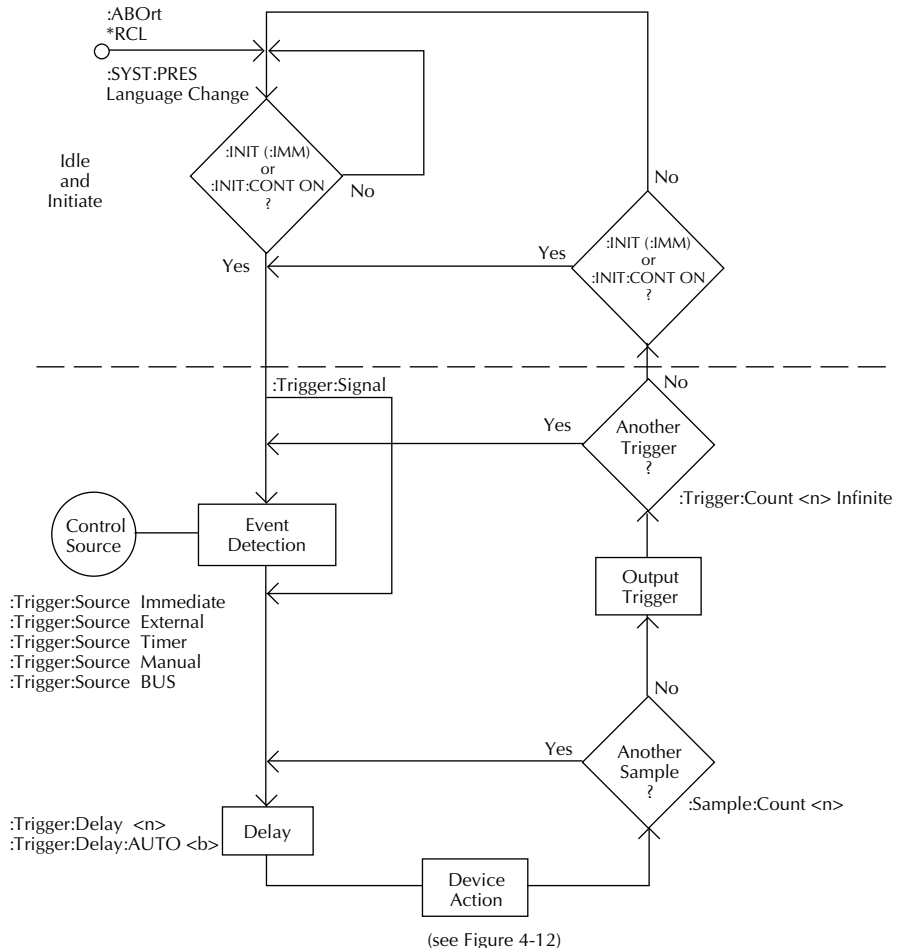 :ABOrt
*RCL
:SYST:PRES
Language Change
Idle
and
Initiate
:INIT (:IMM)
or
:INIT:CONT ON
?
No
Yes
No
:INIT (:IMM)
or
:INIT:CONT ON
?
Yes
:Trigger:Signal
No
Another
Trigger
?
Yes
:Trigger:Count <n> Infinite
Control
Source
Event
Detection
Output
Trigger
:Trigger:Source Immediate
:Trigger:Source External
:Trigger:Source Timer
:Trigger:Source Manual
:Trigger:Source BUS
No
Another
Sample
?
Yes
:Sample:Count <n>
:Trigger:Delay <n>
:Trigger:Delay:AUTO <b>
Delay
Device
Action
(see Figure 4-12)